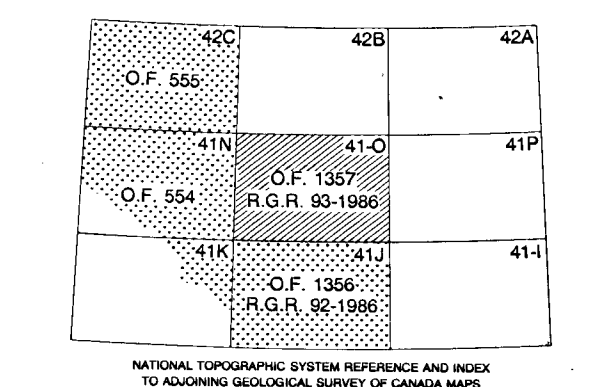 42C 42B 42A
O.F. 555
41N 41-O 41P
O.F. 554
O.F. 1357
R.G.R. 93-1986
41K 41J 41-I
O.F. 1356
R.G.R. 92-1986
NATIONAL TOPOGRAPHIC SYSTEM REFERENCE AND INDEX
TO ADJOINING GEOLOGICAL SURVEY OF CANADA MAPS